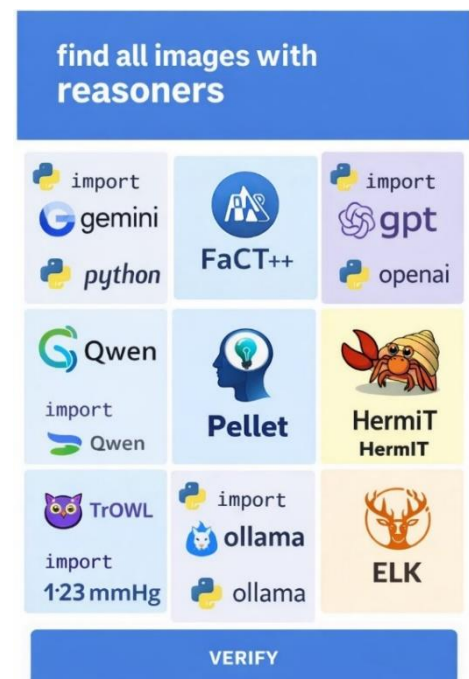 find all images with
reasoners
import
gemini
python
FaCT++
import
gpt
openai
Qwen
import
Qwen
Pellet
HermiT
HermIT
TrOWL
import
1·23 mmHg
import
ollama
ollama
ELK
VERIFY